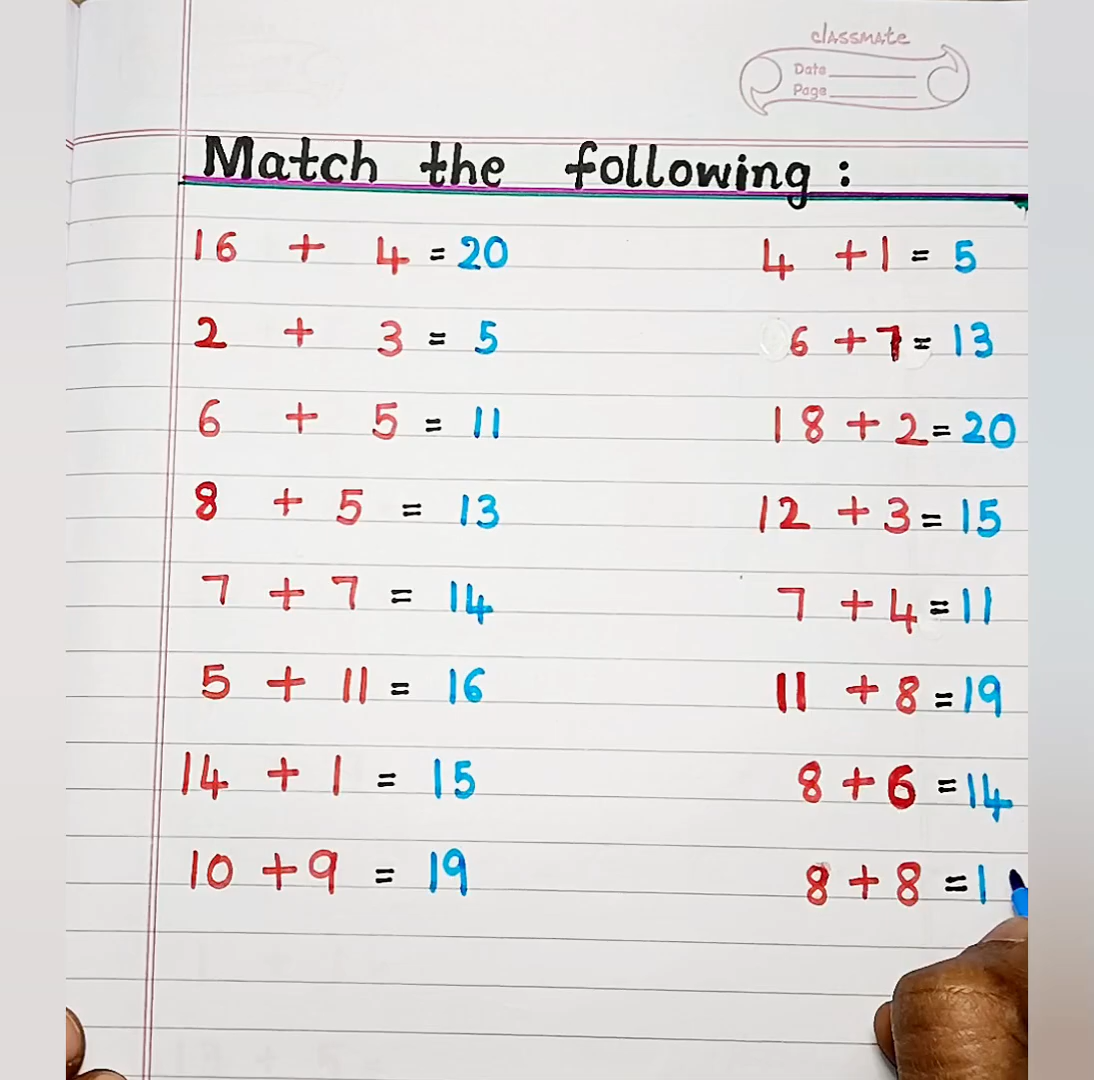 classmate
Date
Page
Match the following :
16 + 4 = 20 4 + 1 = 5
2 + 3 = 5 6 + 7 = 13
6 + 5 = 11 18 + 2 = 20
8 + 5 = 13 12 + 3 = 15
7 + 7 = 14 7 + 4 = 11
5 + 11 = 16 11 + 8 = 19
14 + 1 = 15 8 + 6 = 14
10 + 9 = 19 8 + 8 = 1